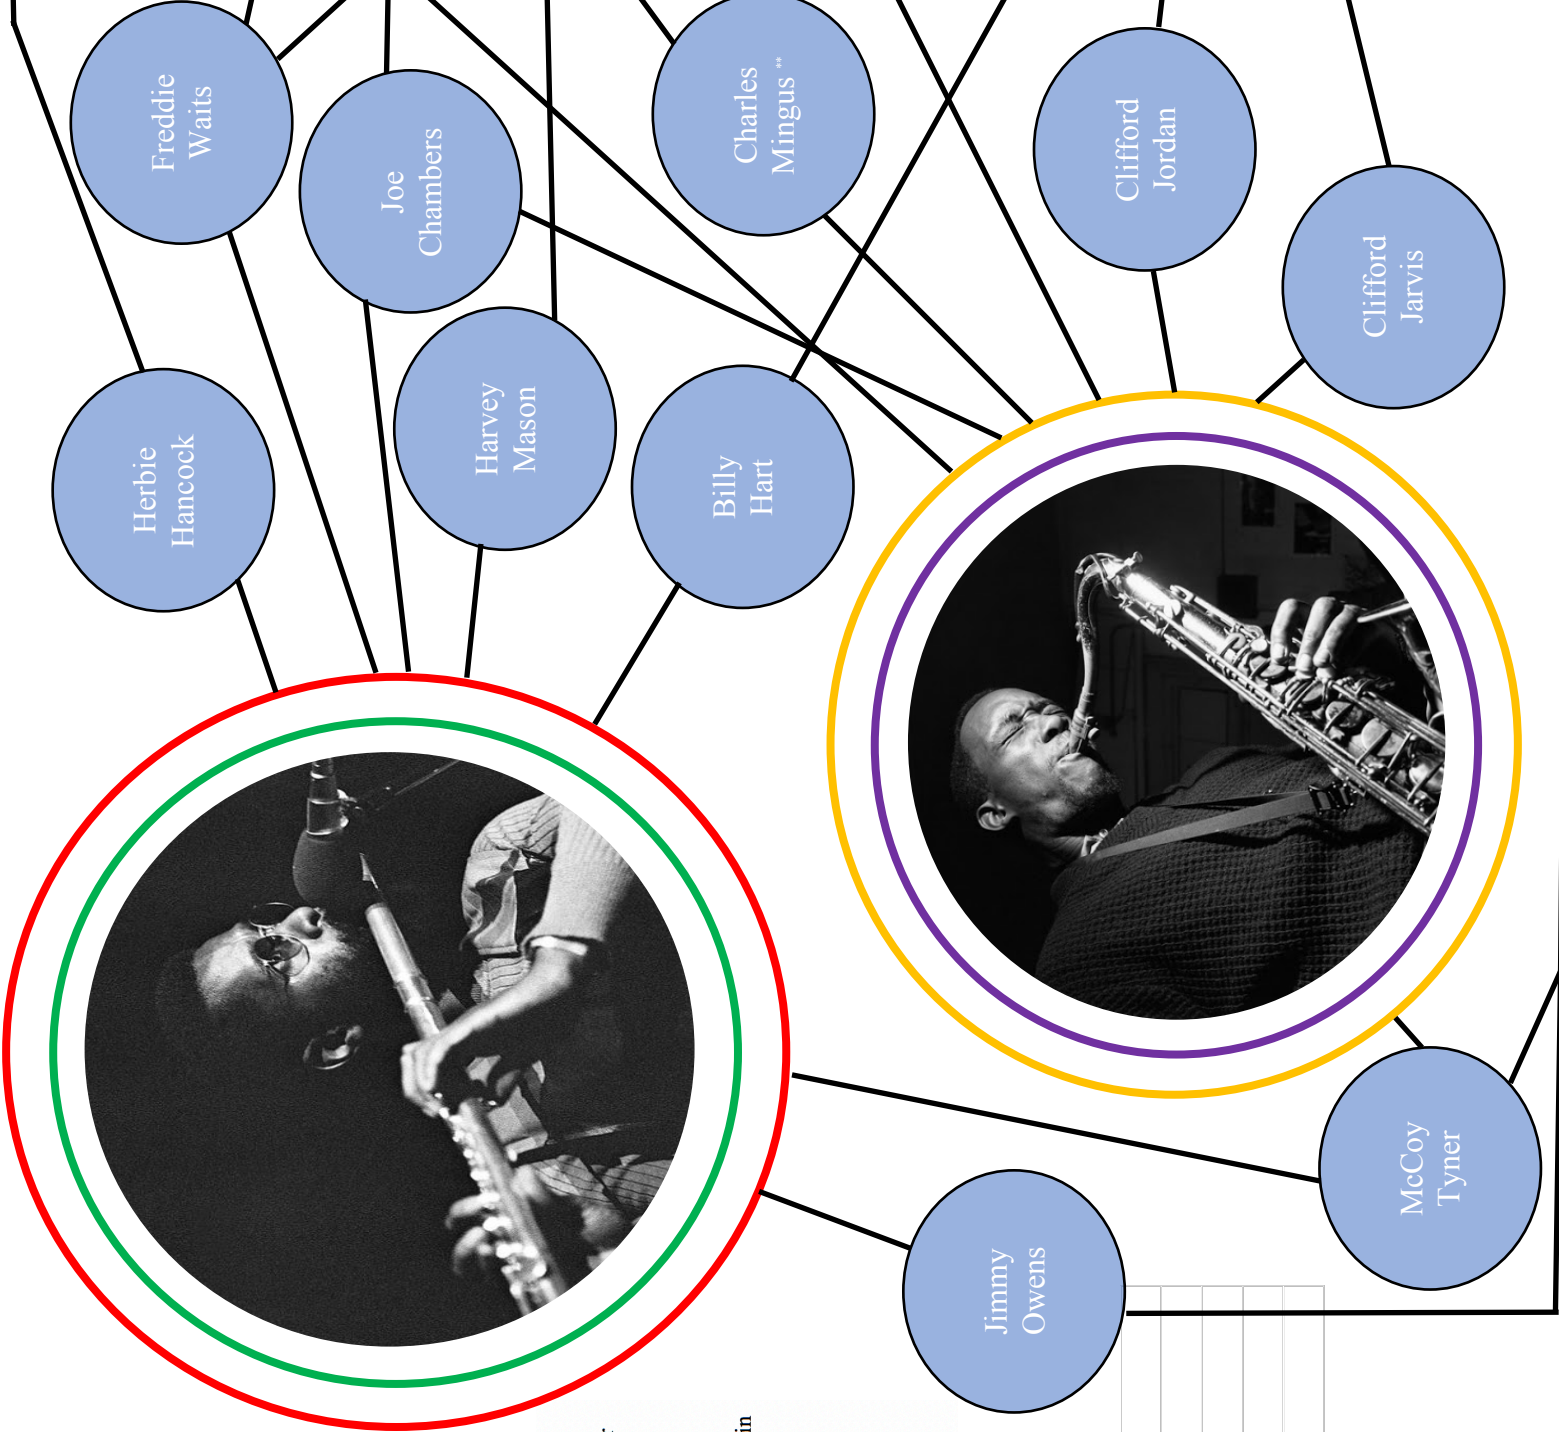 Freddie
Waits
Joe
Chambers
Charles
Mingus **
Clifford
Jordan
Clifford
Jarvis
Herbie
Hancock
Harvey
Mason
Billy
Hart
McCoy
Tyner
Jimmy
Owens
in